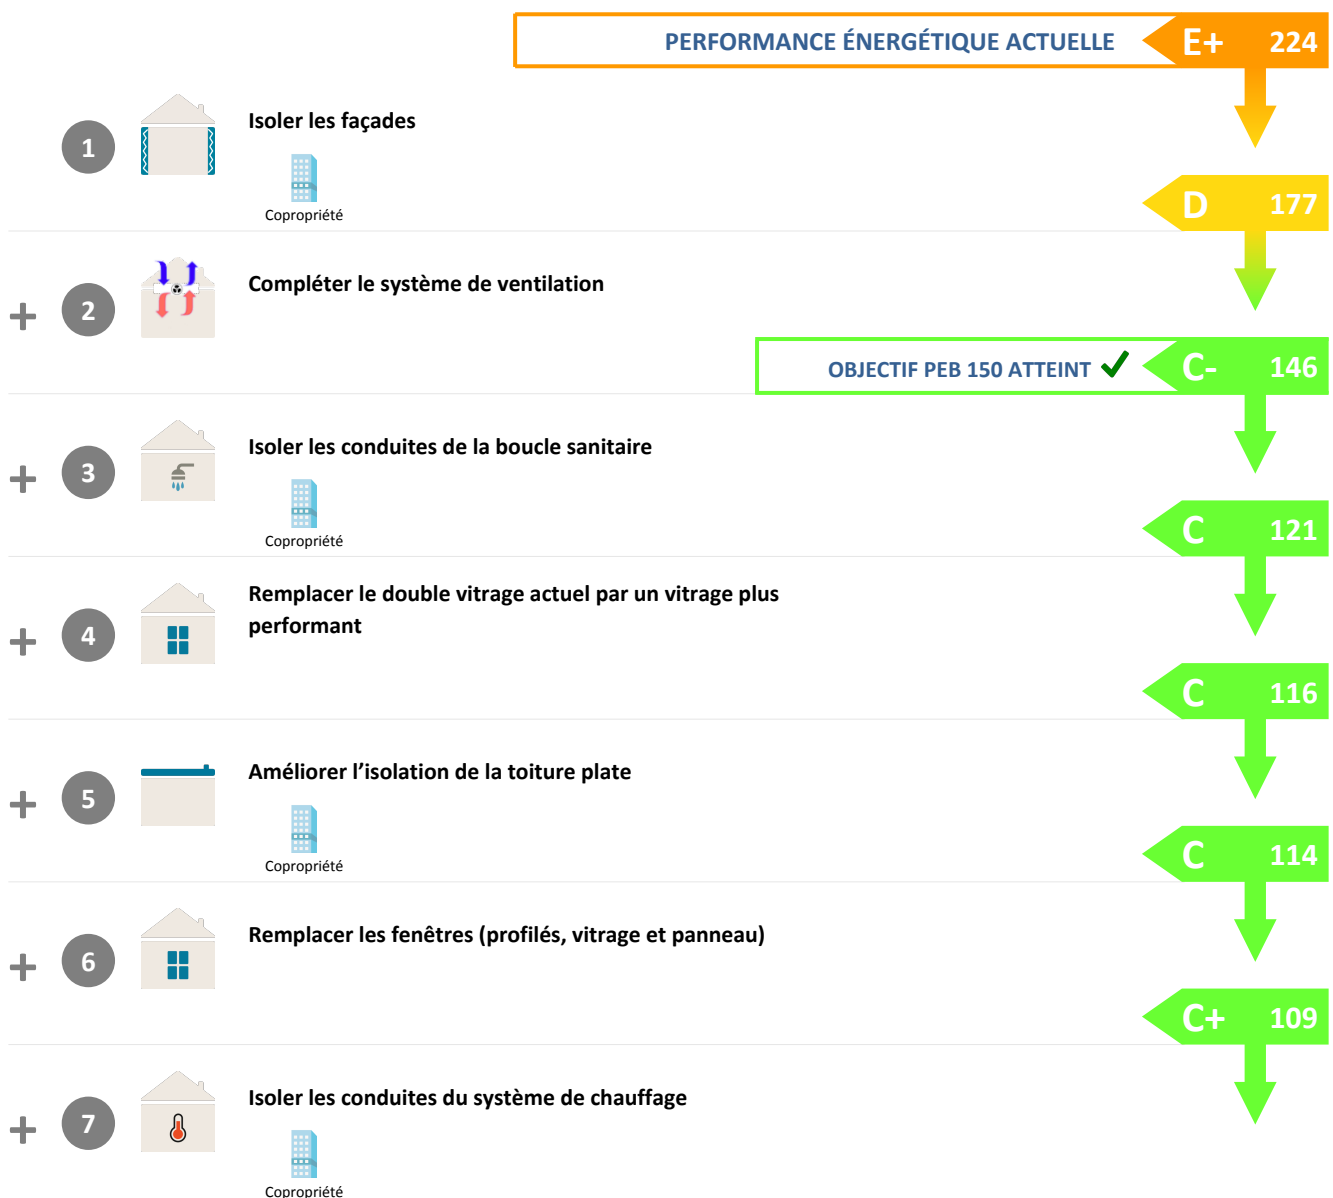 PERFORMANCE ÉNERGÉTIQUE ACTUELLE E+ 224
1 Isoler les façades
Copropriété
D 177
+ 2 Compléter le système de ventilation
OBJECTIF PEB 150 ATTEINT ✓ C- 146
+ 3 Isoler les conduites de la boucle sanitaire
Copropriété
C 121
+ 4 Remplacer le double vitrage actuel par un vitrage plus
performant
C 116
+ 5 Améliorer l’isolation de la toiture plate
Copropriété
C 114
+ 6 Remplacer les fenêtres (profilés, vitrage et panneau)
C+ 109
+ 7 Isoler les conduites du système de chauffage
Copropriété